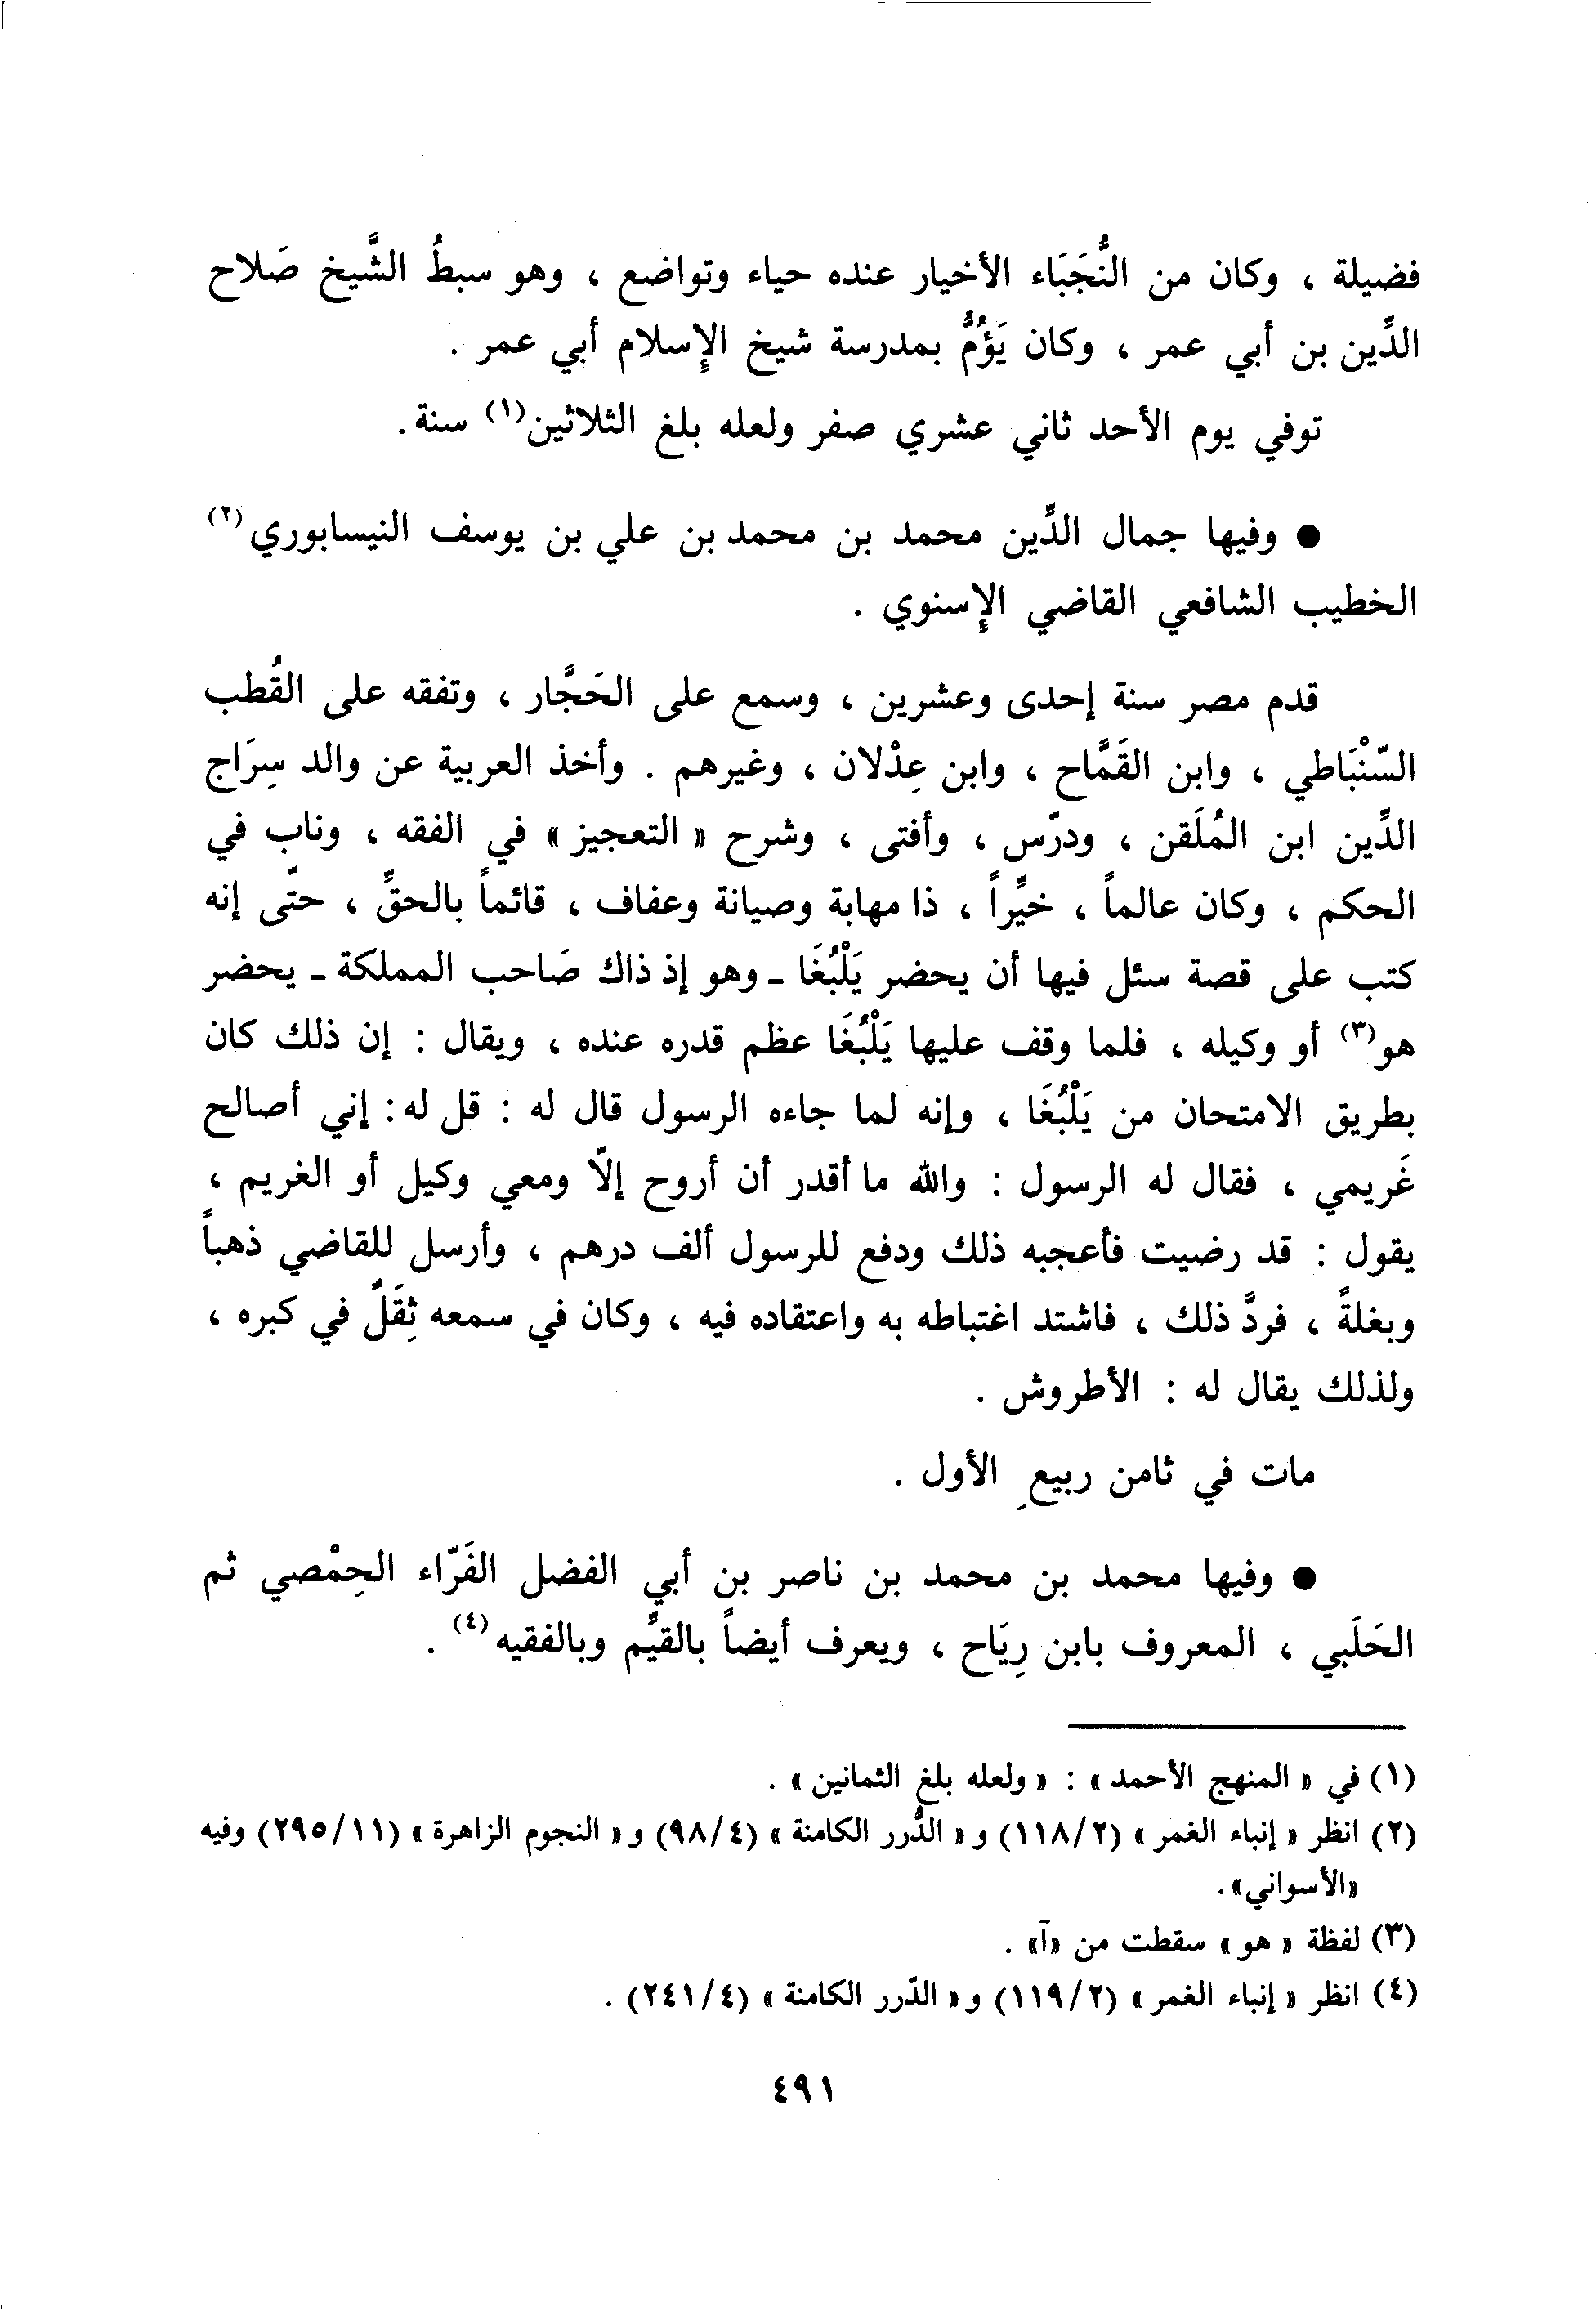 فضيلة ، وكان من النُّجَبَاء الأخيار عنده حياء وتواضع ، وهو سبطُ الشَّيخ صَلاح
الدِّين بن أبي عمر ، وكان يَؤُمُّ بمدرسة شيخ الإِسلام أبي عمر .
توفي يوم الأحد ثاني عشري صفر ولعله بلغ الثلاثين(١) سنة .
● وفيها جمال الدِّين محمد بن محمد بن علي بن يوسف النيسابوري(٢)
الخطيب الشافعي القاضي الإِسنوي .
قدم مصر سنة إحدى وعشرين ، وسمع على الحَجَّار ، وتفقه على القُطب
السّنْبَاطي ، وابن القَمَّاح ، وابن عِدْلان ، وغيرهم . وأخذ العربية عن والد سِرَاج
الدِّين ابن المُلَقن ، ودرّس ، وأفتى ، وشرح « التعجيز » في الفقه ، وناب في
الحكم ، وكان عالماً ، خيِّراً ، ذا مهابة وصيانة وعفاف ، قائماً بالحقِّ ، حتّى إنه
كتب على قصة سئل فيها أن يحضر يَلْبُغَا - وهو إذ ذاك صَاحب المملكة - يحضر
هو(٣) أو وكيله ، فلما وقف عليها يَلْبُغَا عظم قدره عنده ، ويقال : إن ذلك كان
بطريق الامتحان من يَلْبُغَا ، وإنه لما جاءه الرسول قال له : قل له : إني أصالح
غَريمي ، فقال له الرسول : والله ما أقدر أن أروح إلّا ومعي وكيل أو الغريم ،
يقول : قد رضيت فأعجبه ذلك ودفع للرسول ألف درهم ، وأرسل للقاضي ذهباً
وبغلةً ، فردَّ ذلك ، فاشتد اغتباطه به واعتقاده فيه ، وكان في سمعه ثِقَلٌ في كبره ،
ولذلك يقال له : الأطروش .
مات في ثامن ربيع الأول .
● وفيها محمد بن محمد بن ناصر بن أبي الفضل الفَرّاء الحِمْصي ثم
الحَلَبي ، المعروف بابن رِيَاح ، ويعرف أيضاً بالقيِّم وبالفقيه(٤) .
(١) في « المنهج الأحمد » : « ولعله بلغ الثمانين » .
(٢) انظر « إنباء الغمر » (١١٨/٢) و « الدُّرر الكامنة » (٩٨/٤) و « النجوم الزاهرة » (٢٩٥/١١) وفيه
«الأسواني» .
(٣) لفظة « هو » سقطت من «آ» .
(٤) انظر « إنباء الغمر » (١١٩/٢) و « الدّرر الكامنة » (٢٤١/٤) .
٤٩١